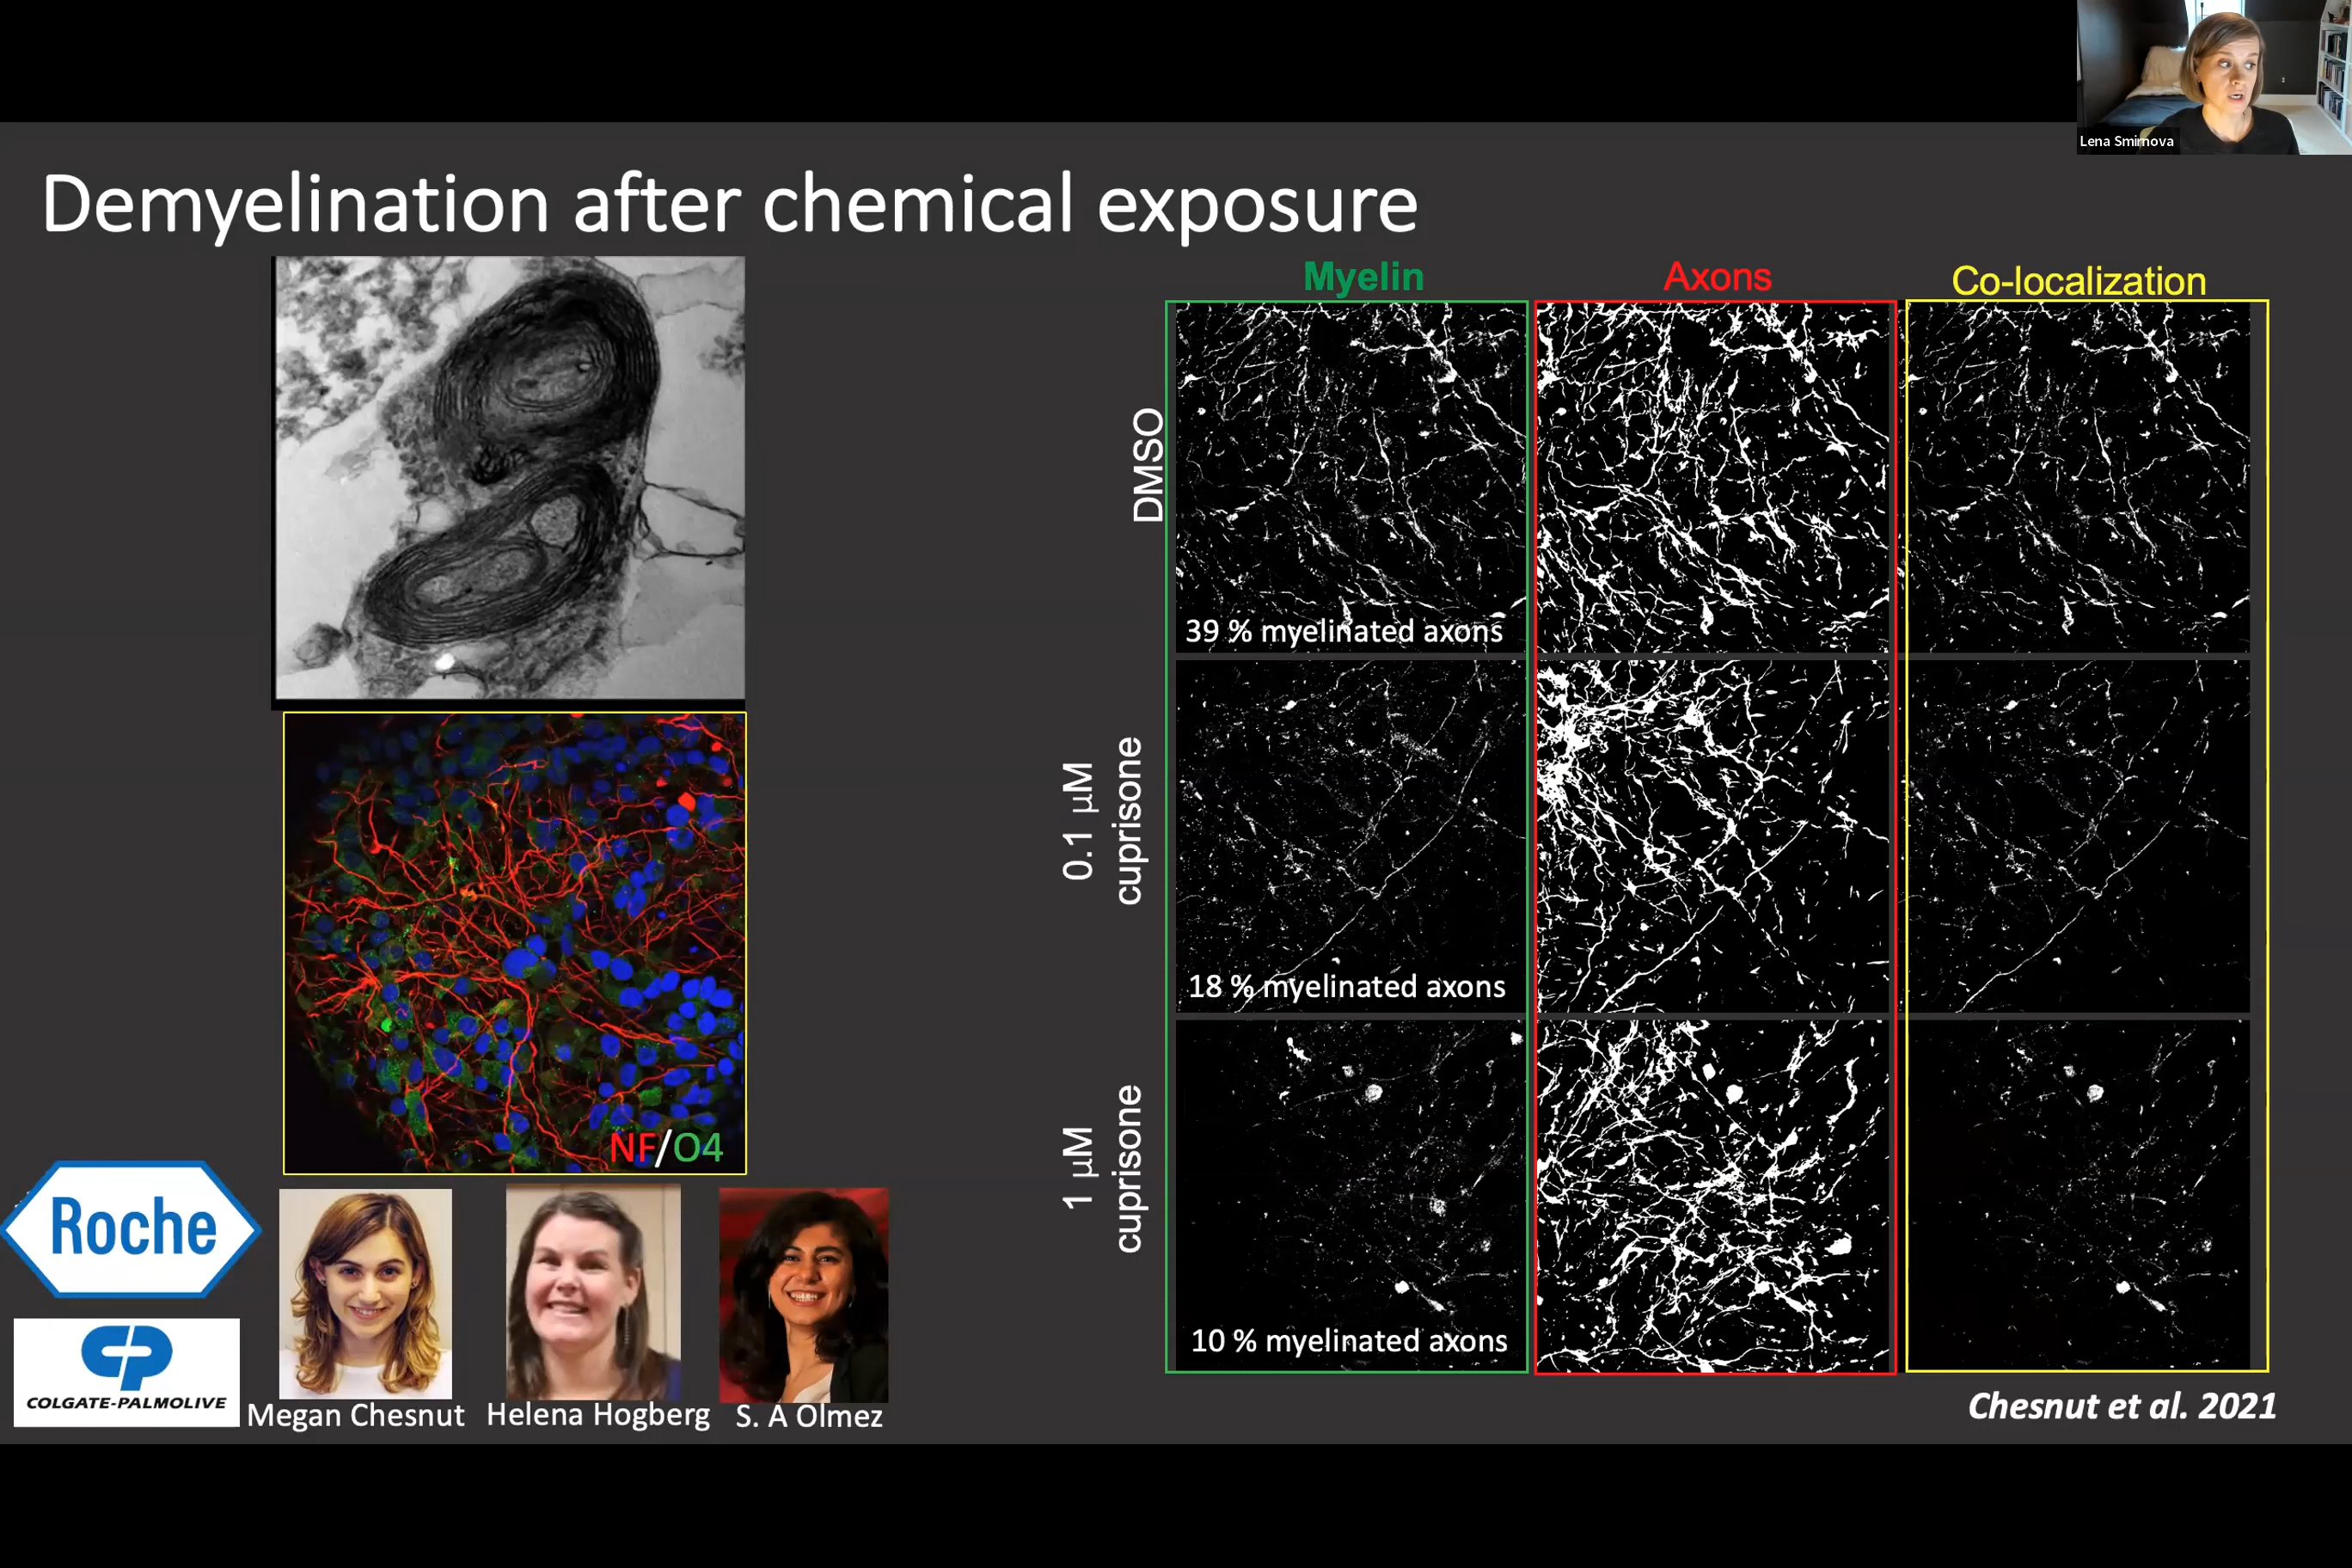 Lena Smirnova
Demyelination after chemical exposure
Myelin
Axons
Co-localization
DMSO
39 % myelinated axons
0.1 µM
cuprisone
18 % myelinated axons
1 µM
cuprisone
10 % myelinated axons
NF/O4
Roche
COLGATE-PALMOLIVE
Megan Chesnut
Helena Hogberg
S. A Olmez
Chesnut et al. 2021